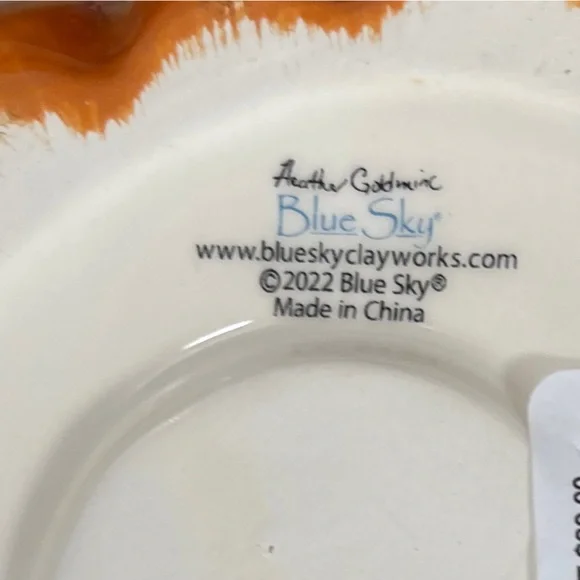 Heather Goldminc
Blue Sky®
www.blueskyclayworks.com
©2022 Blue Sky®
Made in China